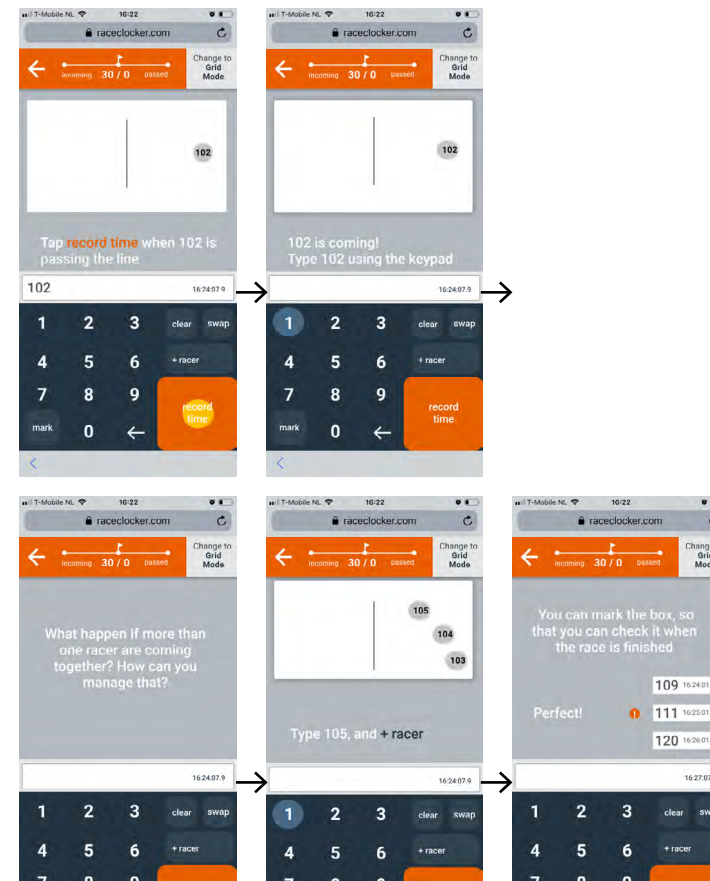 T-Mobile NL 16:22
raceclocker.com
incoming 30 / 0 passed
Change to
Grid
Mode
102
Tap record time when 102 is
passing the line
102 16:24:07.9
1 2 3 clear swap
4 5 6 + racer
7 8 9
record
time
mark 0
T-Mobile NL 16:22
raceclocker.com
incoming 30 / 0 passed
Change to
Grid
Mode
102
102 is coming!
Type 102 using the keypad
16:24:07.9
1 2 3 clear swap
4 5 6 + racer
7 8 9
record
time
mark 0
T-Mobile NL 16:22
raceclocker.com
incoming 30 / 0 passed
Change to
Grid
Mode
What happen if more than
one racer are coming
together? How can you
manage that?
16:24:07.9
1 2 3 clear swap
4 5 6 + racer
T-Mobile NL 16:22
raceclocker.com
incoming 30 / 0 passed
Change to
Grid
Mode
105
104
103
Type 105, and + racer
16:24:07.9
1 2 3 clear swap
4 5 6 + racer
T-Mobile NL 16:22
raceclocker.com
incoming 30 / 0 passed
You can mark the box, so
that you can check it when
the race is finished
109 16:24:01
Perfect! 111 16:25:01
120 16:26:01
16:27:07
1 2 3 clear
4 5 6 + racer